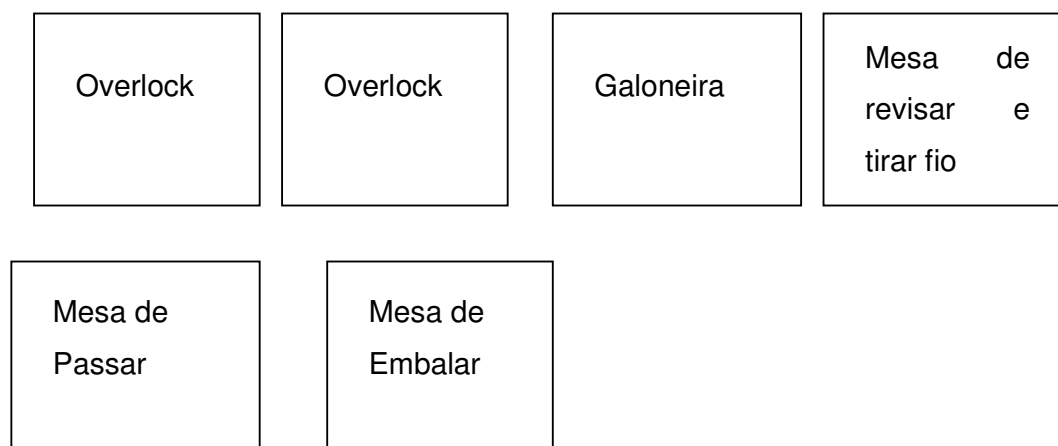 Overlock
Overlock
Galoneira
Mesa de
revisar e
tirar fio
Mesa de
Passar
Mesa de
Embalar